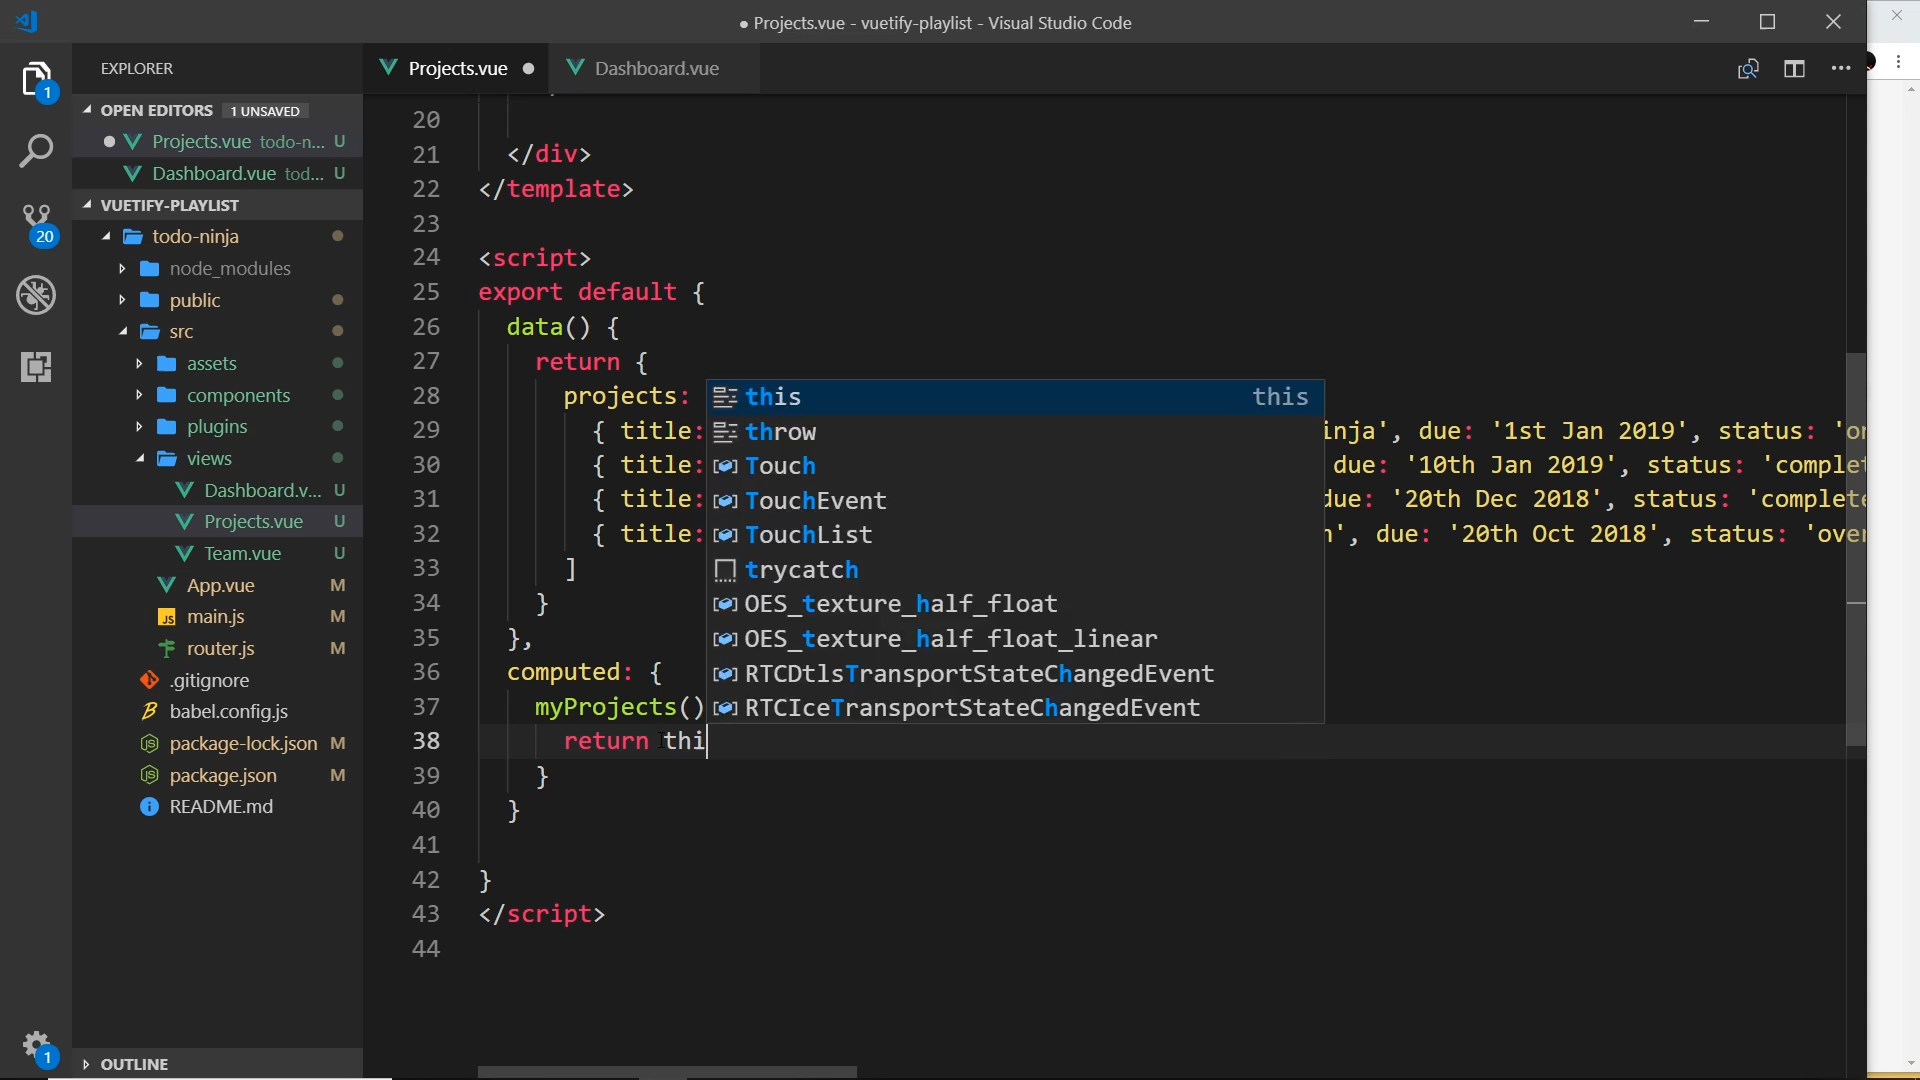 ● Projects.vue - vuetify-playlist - Visual Studio Code
EXPLORER
Projects.vue
Dashboard.vue
OPEN EDITORS 1 UNSAVED
Projects.vue todo-n... U
Dashboard.vue tod... U
VUETIFY-PLAYLIST
todo-ninja
node_modules
public
src
assets
components
plugins
views
Dashboard.v... U
Projects.vue U
Team.vue U
App.vue M
main.js M
router.js M
.gitignore
babel.config.js
package-lock.json M
package.json M
README.md
OUTLINE
1
20
1
20
21 </div>
22 </template>
23
24 <script>
25 export default {
26 data() {
27 return {
28 projects:
29 { title: inja', due: '1st Jan 2019', status: 'on
30 { title: due: '10th Jan 2019', status: 'complet
31 { title: due: '20th Dec 2018', status: 'complete
32 { title: n', due: '20th Oct 2018', status: 'over
33 ]
34 }
35 },
36 computed: {
37 myProjects()
38 return thi
39 }
40 }
41
42 }
43 </script>
44
this this
throw
Touch
TouchEvent
TouchList
trycatch
OES_texture_half_float
OES_texture_half_float_linear
RTCDtlsTransportStateChangedEvent
RTCIceTransportStateChangedEvent